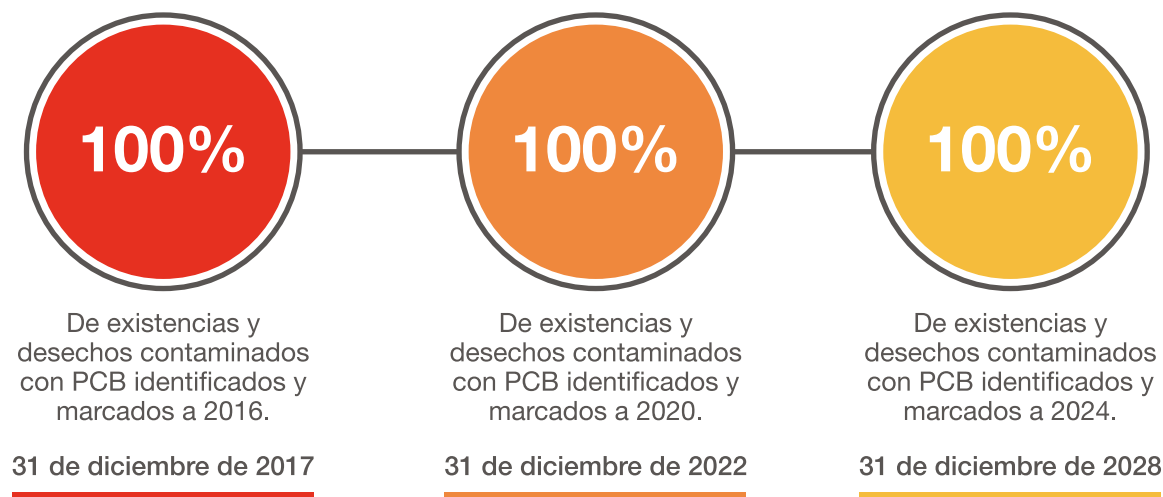 100%
De existencias y
desechos contaminados
con PCB identificados y
marcados a 2016.
31 de diciembre de 2017
100%
De existencias y
desechos contaminados
con PCB identificados y
marcados a 2020.
31 de diciembre de 2022
100%
De existencias y
desechos contaminados
con PCB identificados y
marcados a 2024.
31 de diciembre de 2028